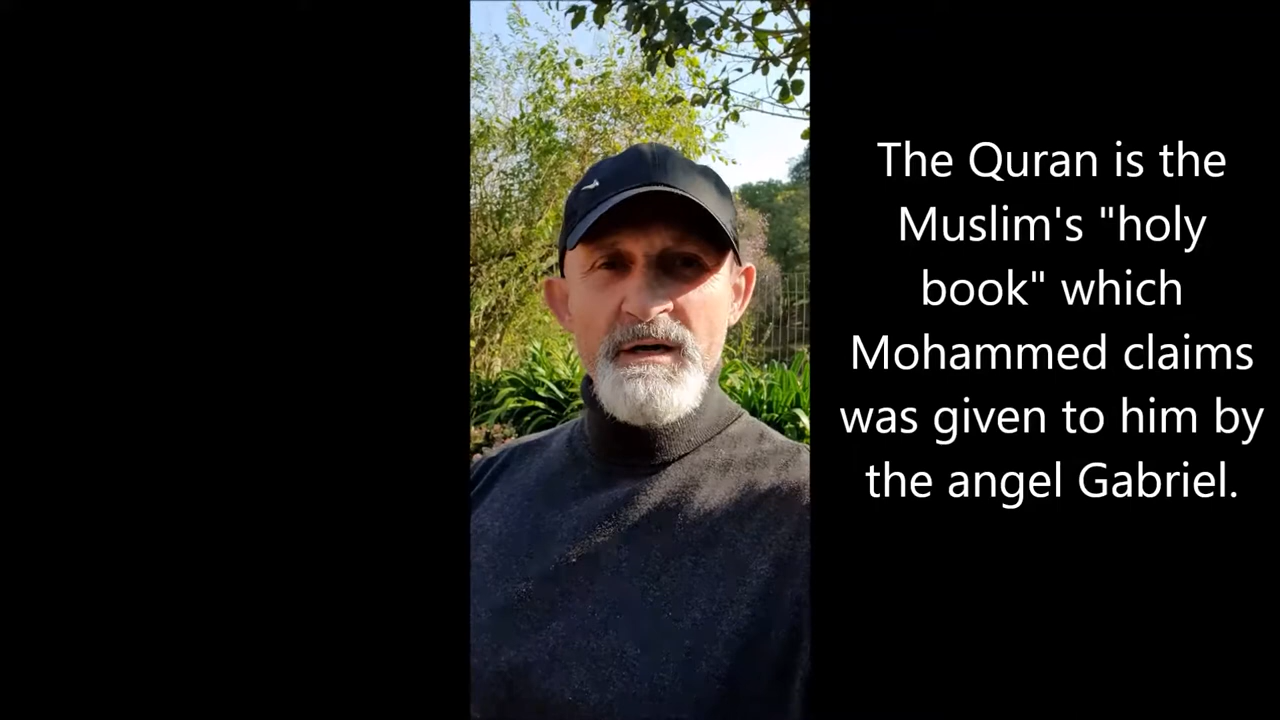 The Quran is the
Muslim's "holy
book" which
Mohammed claims
was given to him by
the angel Gabriel.